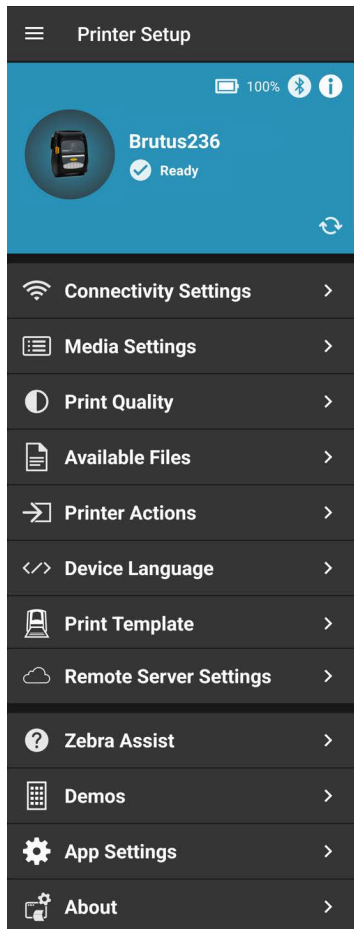 Printer Setup
100%
Brutus236
Ready
Connectivity Settings
Media Settings
Print Quality
Available Files
Printer Actions
Device Language
Print Template
Remote Server Settings
Zebra Assist
Demos
App Settings
About